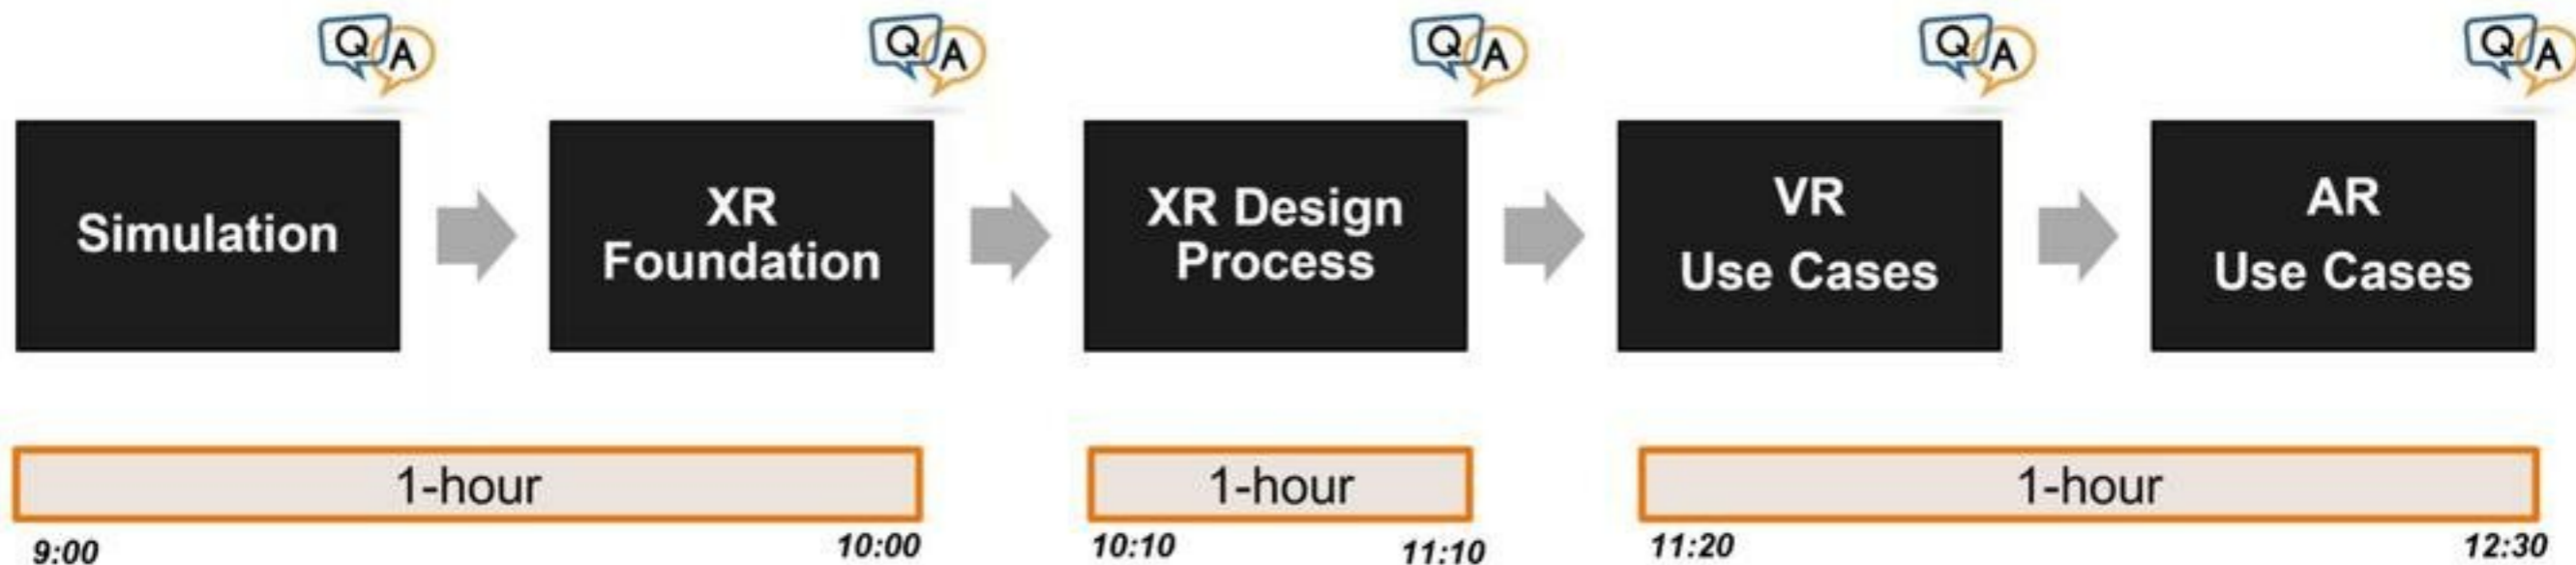 Q A
Q A
Q A
Q A
Q A
Simulation
XR
Foundation
XR Design
Process
VR
Use Cases
AR
Use Cases
1-hour
1-hour
1-hour
9:00
10:00
10:10
11:10
11:20
12:30